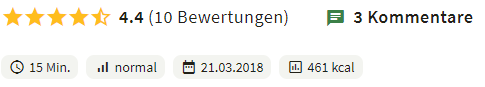 4.4 (10 Bewertungen) 3 Kommentare
15 Min. normal 21.03.2018 461 kcal